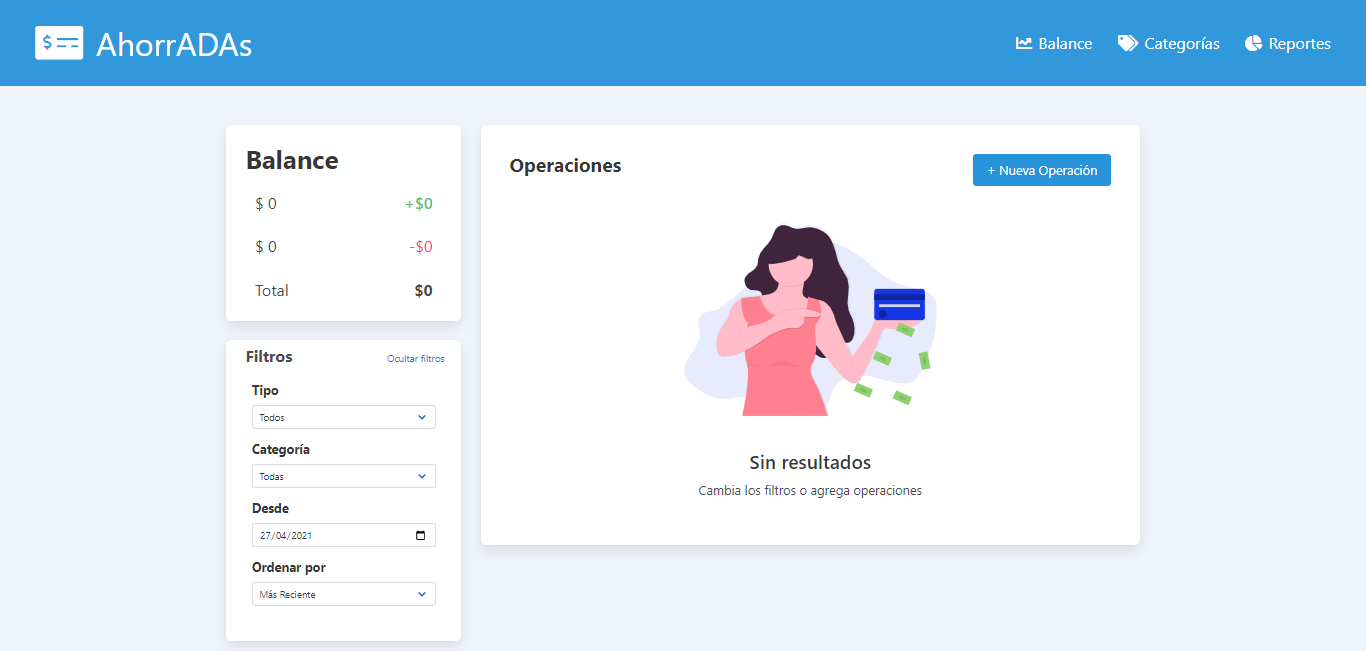 $ AhorrADAs
Balance
Categorías
Reportes
Balance
$ 0 +$0
$ 0 -$0
Total $0
Filtros Ocultar filtros
Tipo
Todos
Categoría
Todas
Desde
27/04/2021
Ordenar por
Más Reciente
Operaciones
+ Nueva Operación
Sin resultados
Cambia los filtros o agrega operaciones